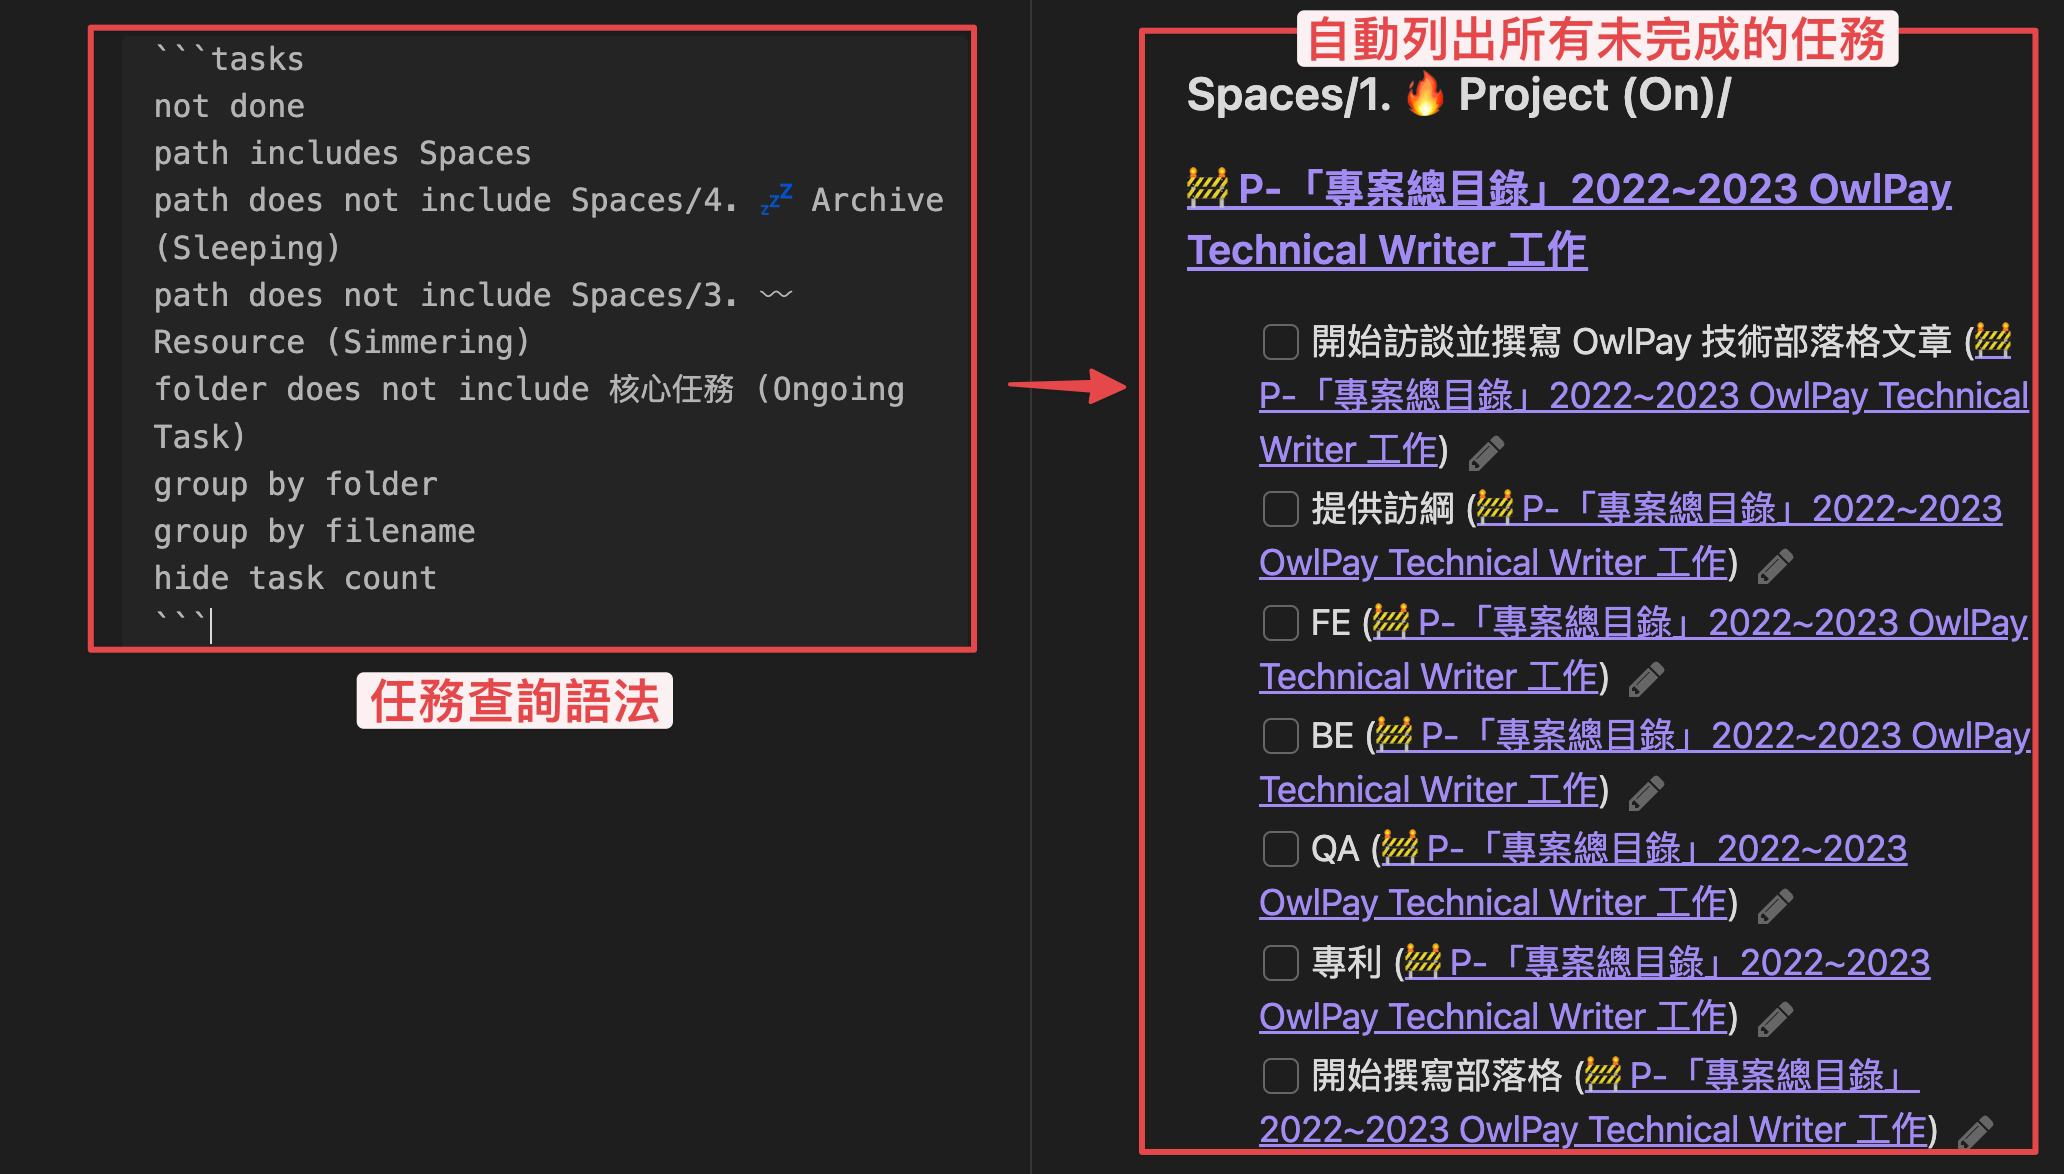 ```tasks
not done
path includes Spaces
path does not include Spaces/4. 💤 Archive
(Sleeping)
path does not include Spaces/3. 〰️
Resource (Simmering)
folder does not include 核心任務 (Ongoing
Task)
group by folder
group by filename
hide task count
```
任務查詢語法
自動列出所有未完成的任務
Spaces/1. 🔥 Project (On)/
🚧 P-「專案總目錄」2022~2023 OwlPay
Technical Writer 工作
開始訪談並撰寫 OwlPay 技術部落格文章 (🚧
P-「專案總目錄」2022~2023 OwlPay Technical
Writer 工作)
提供訪綱 (🚧 P-「專案總目錄」2022~2023
OwlPay Technical Writer 工作)
FE (🚧 P-「專案總目錄」2022~2023 OwlPay
Technical Writer 工作)
BE (🚧 P-「專案總目錄」2022~2023 OwlPay
Technical Writer 工作)
QA (🚧 P-「專案總目錄」2022~2023
OwlPay Technical Writer 工作)
專利 (🚧 P-「專案總目錄」2022~2023
OwlPay Technical Writer 工作)
開始撰寫部落格 (🚧 P-「專案總目錄」
2022~2023 OwlPay Technical Writer 工作)